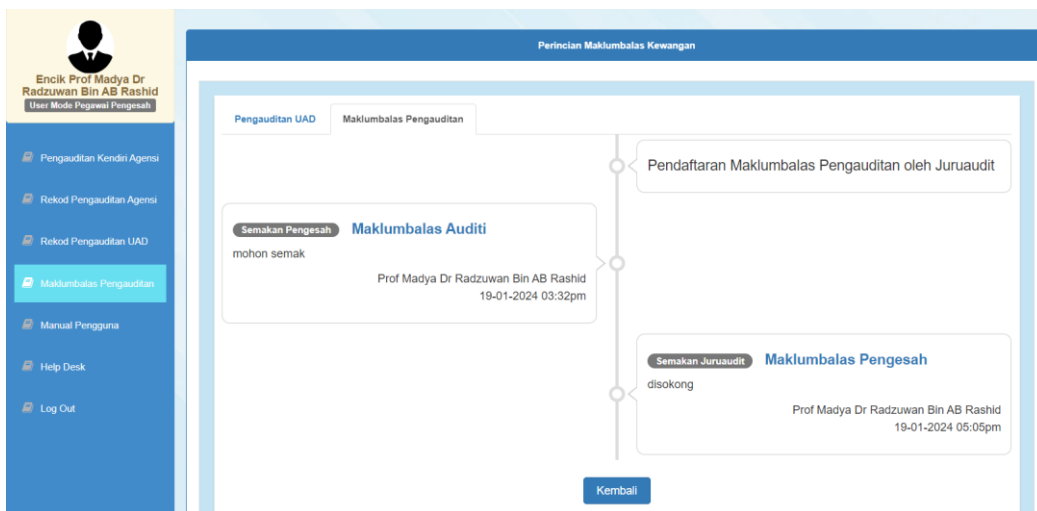 Encik Prof Madya Dr
Radzuwan Bin AB Rashid
User Mode Pegawai Pengesah
Pengauditan Kendiri Agensi
Rekod Pengauditan Agensi
Rekod Pengauditan UAD
Maklumbalas Pengauditan
Manual Pengguna
Help Desk
Log Out
Perincian Maklumbalas Kewangan
Pengauditan UAD
Maklumbalas Pengauditan
Pendaftaran Maklumbalas Pengauditan oleh Juruaudit
Semakan Pengesah Maklumbalas Auditi
mohon semak
Prof Madya Dr Radzuwan Bin AB Rashid
19-01-2024 03:32pm
Semakan Juruaudit Maklumbalas Pengesah
disokong
Prof Madya Dr Radzuwan Bin AB Rashid
19-01-2024 05:05pm
Kembali